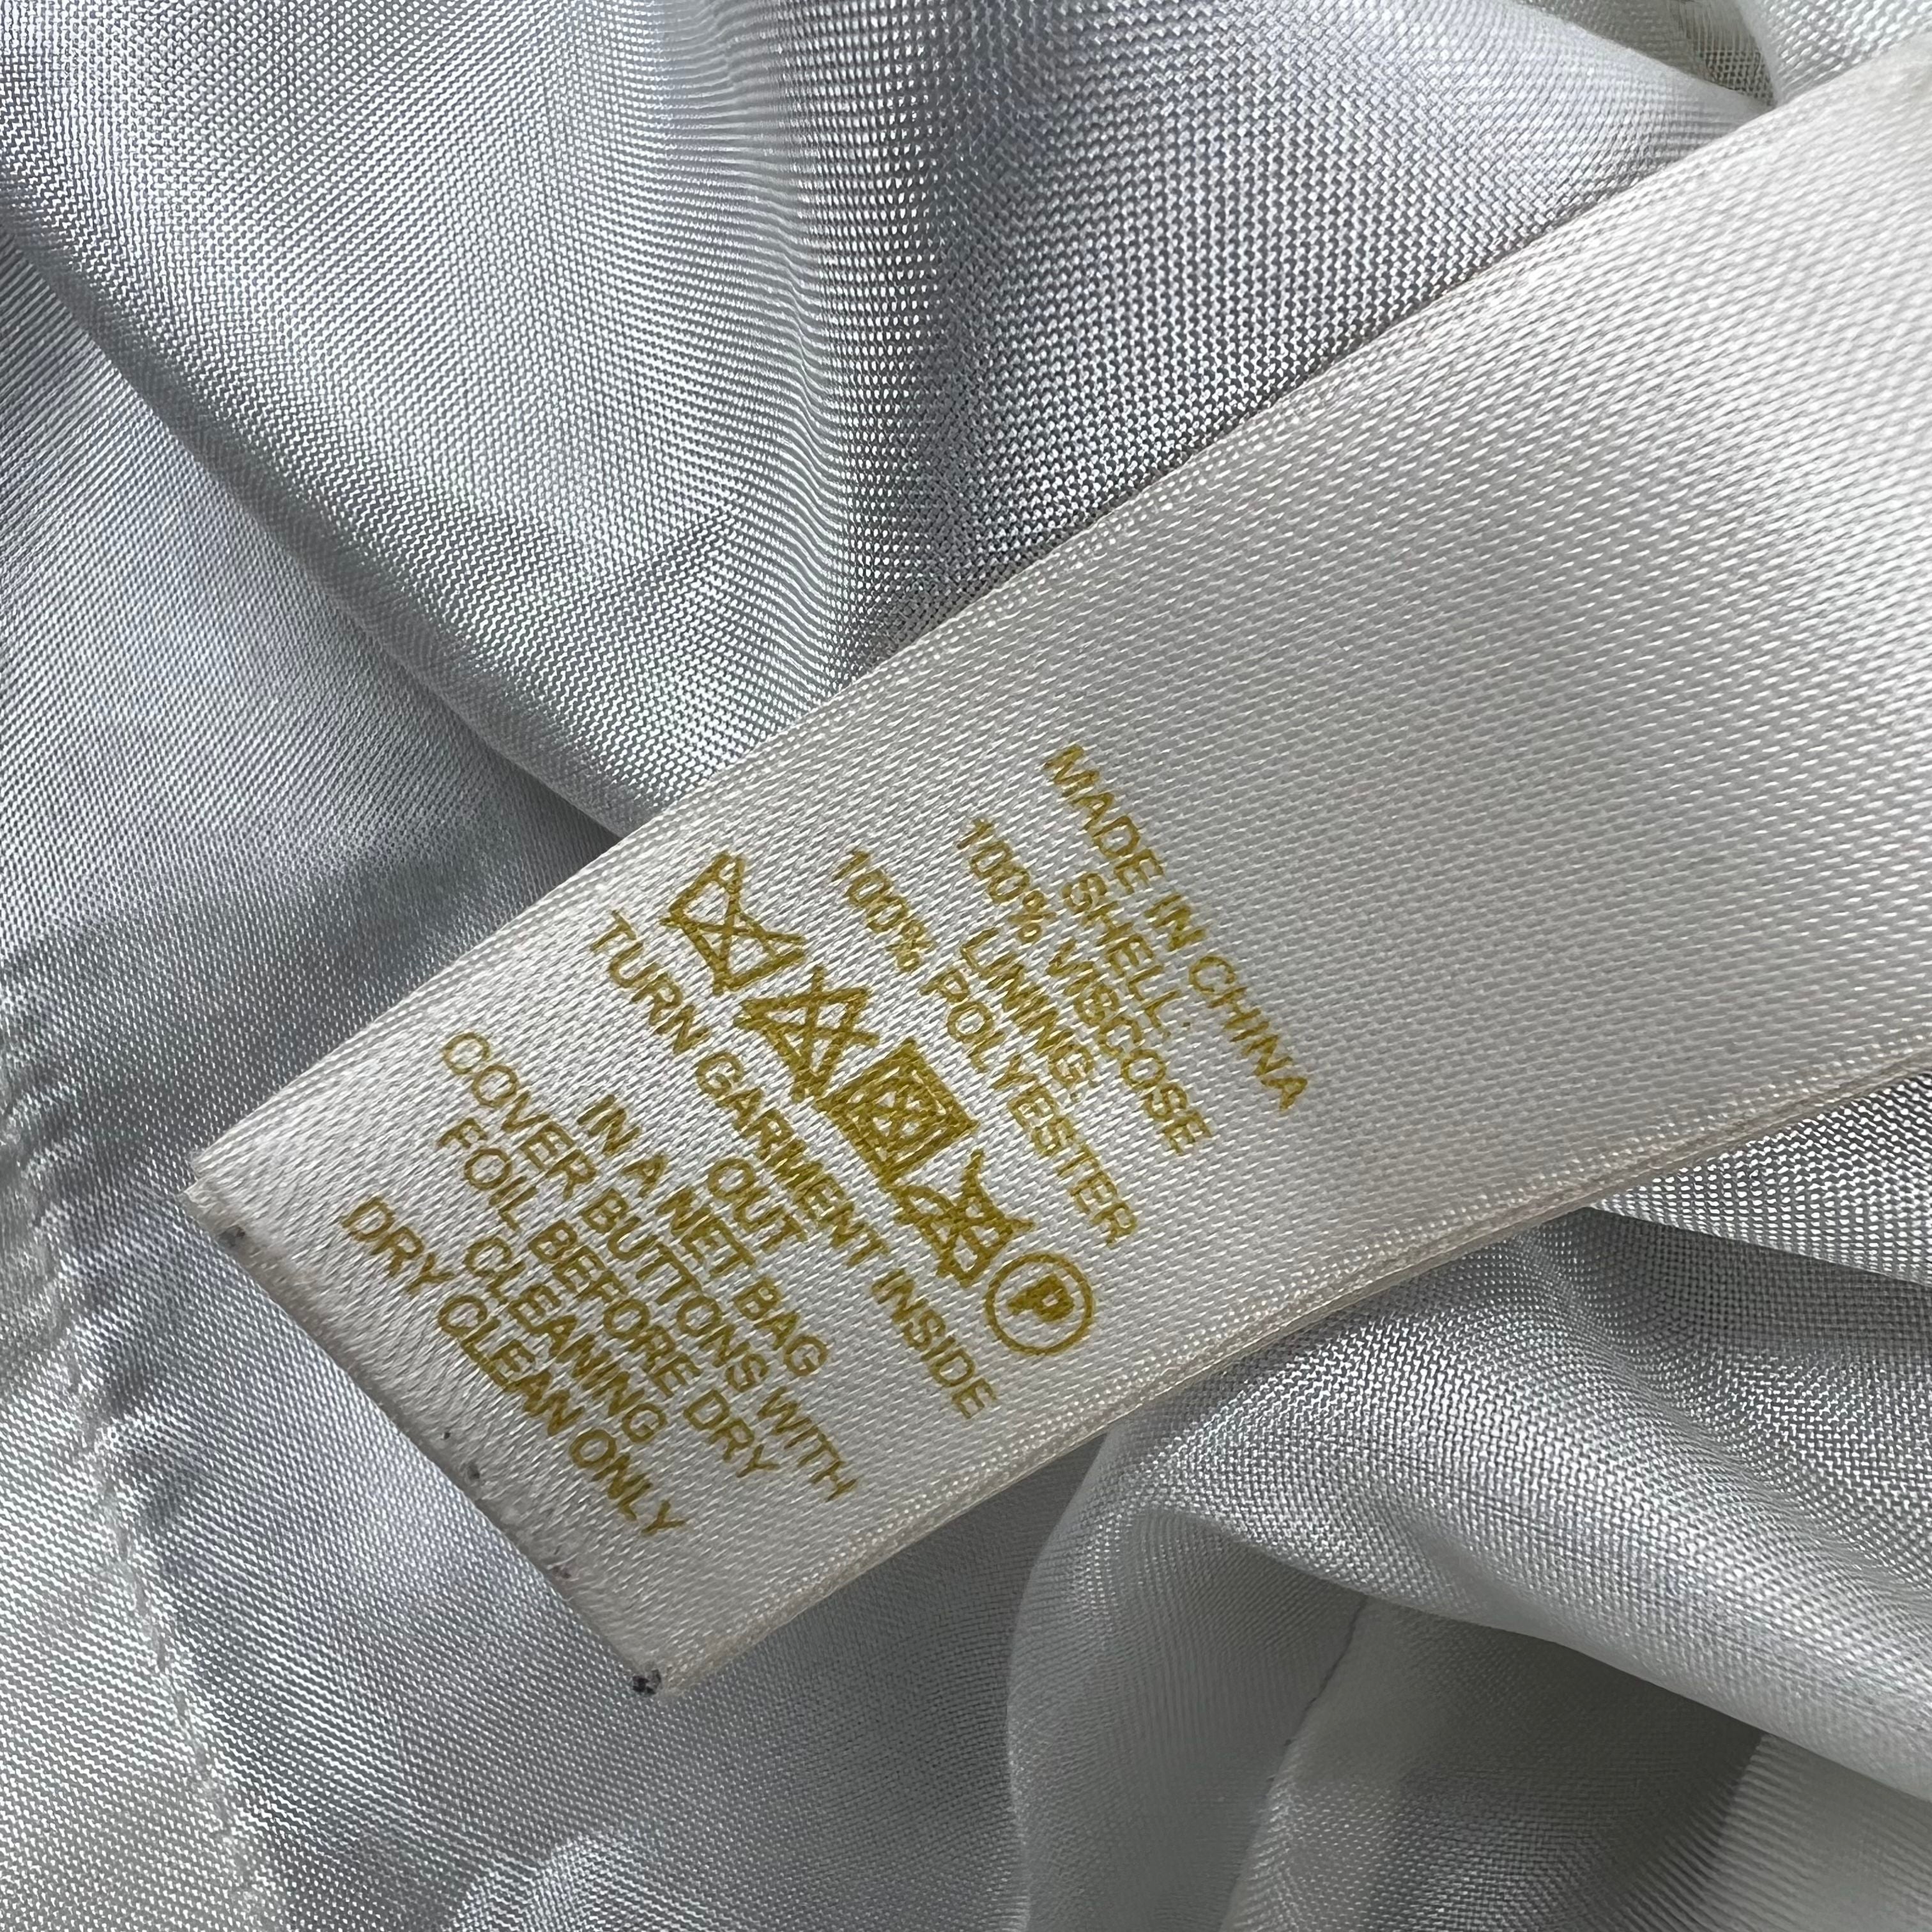 MADE IN CHINA
SHELL:
100% VISCOSE
LINING:
100% POLYESTER
P
TURN GARMENT INSIDE
OUT
IN A NET BAG
COVER BUTTONS WITH
FOIL BEFORE DRY
CLEANING
DRY CLEAN ONLY